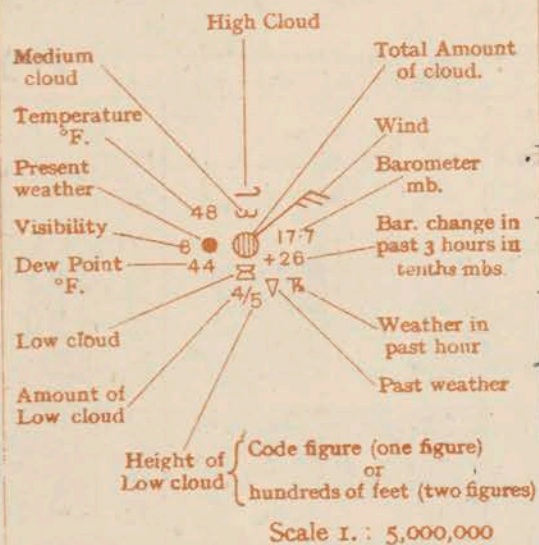 High Cloud
Medium
cloud
Total Amount
of cloud.
Temperature
°F.
Wind
Present
weather
Barometer
mb.
48
Visibility
8
17.7
Bar. change in
past 3 hours in
tenths mbs.
+26
Dew Point
°F.
44
4/5
Low cloud
Weather in
past hour
Amount of
Low cloud
Past weather
Height of
Low cloud
Code figure (one figure)
or
hundreds of feet (two figures)
Scale 1. : 5,000,000